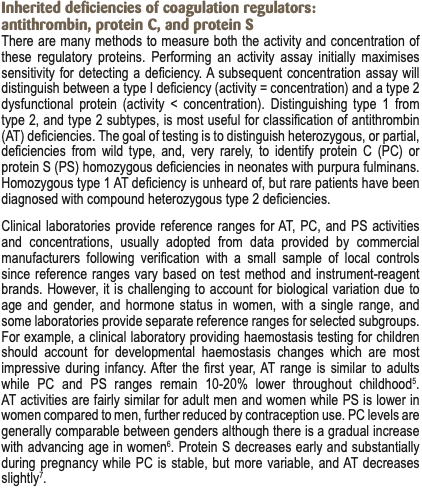 Inherited deficiencies of coagulation regulators:
antithrombin, protein C, and protein S
There are many methods to measure both the activity and concentration of
these regulatory proteins. Performing an activity assay initially maximises
sensitivity for detecting a deficiency. A subsequent concentration assay will
distinguish between a type I deficiency (activity = concentration) and a type 2
dysfunctional protein (activity < concentration). Distinguishing type 1 from
type 2, and type 2 subtypes, is most useful for classification of antithrombin
(AT) deficiencies. The goal of testing is to distinguish heterozygous, or partial,
deficiencies from wild type, and, very rarely, to identify protein C (PC) or
protein S (PS) homozygous deficiencies in neonates with purpura fulminans.
Homozygous type 1 AT deficiency is unheard of, but rare patients have been
diagnosed with compound heterozygous type 2 deficiencies.
Clinical laboratories provide reference ranges for AT, PC, and PS activities
and concentrations, usually adopted from data provided by commercial
manufacturers following verification with a small sample of local controls
since reference ranges vary based on test method and instrument-reagent
brands. However, it is challenging to account for biological variation due to
age and gender, and hormone status in women, with a single range, and
some laboratories provide separate reference ranges for selected subgroups.
For example, a clinical laboratory providing haemostasis testing for children
should account for developmental haemostasis changes which are most
impressive during infancy. After the first year, AT range is similar to adults
while PC and PS ranges remain 10-20% lower throughout childhood⁵.
AT activities are fairly similar for adult men and women while PS is lower in
women compared to men, further reduced by contraception use. PC levels are
generally comparable between genders although there is a gradual increase
with advancing age in women⁶. Protein S decreases early and substantially
during pregnancy while PC is stable, but more variable, and AT decreases
slightly⁷.